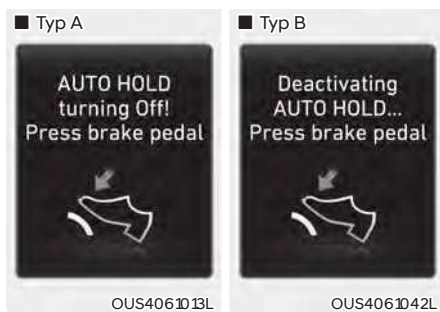 ■ Typ A
AUTO HOLD
turning Off!
Press brake pedal
OUS4061013L
■ Typ B
Deactivating
AUTO HOLD...
Press brake pedal
OUS4061042L